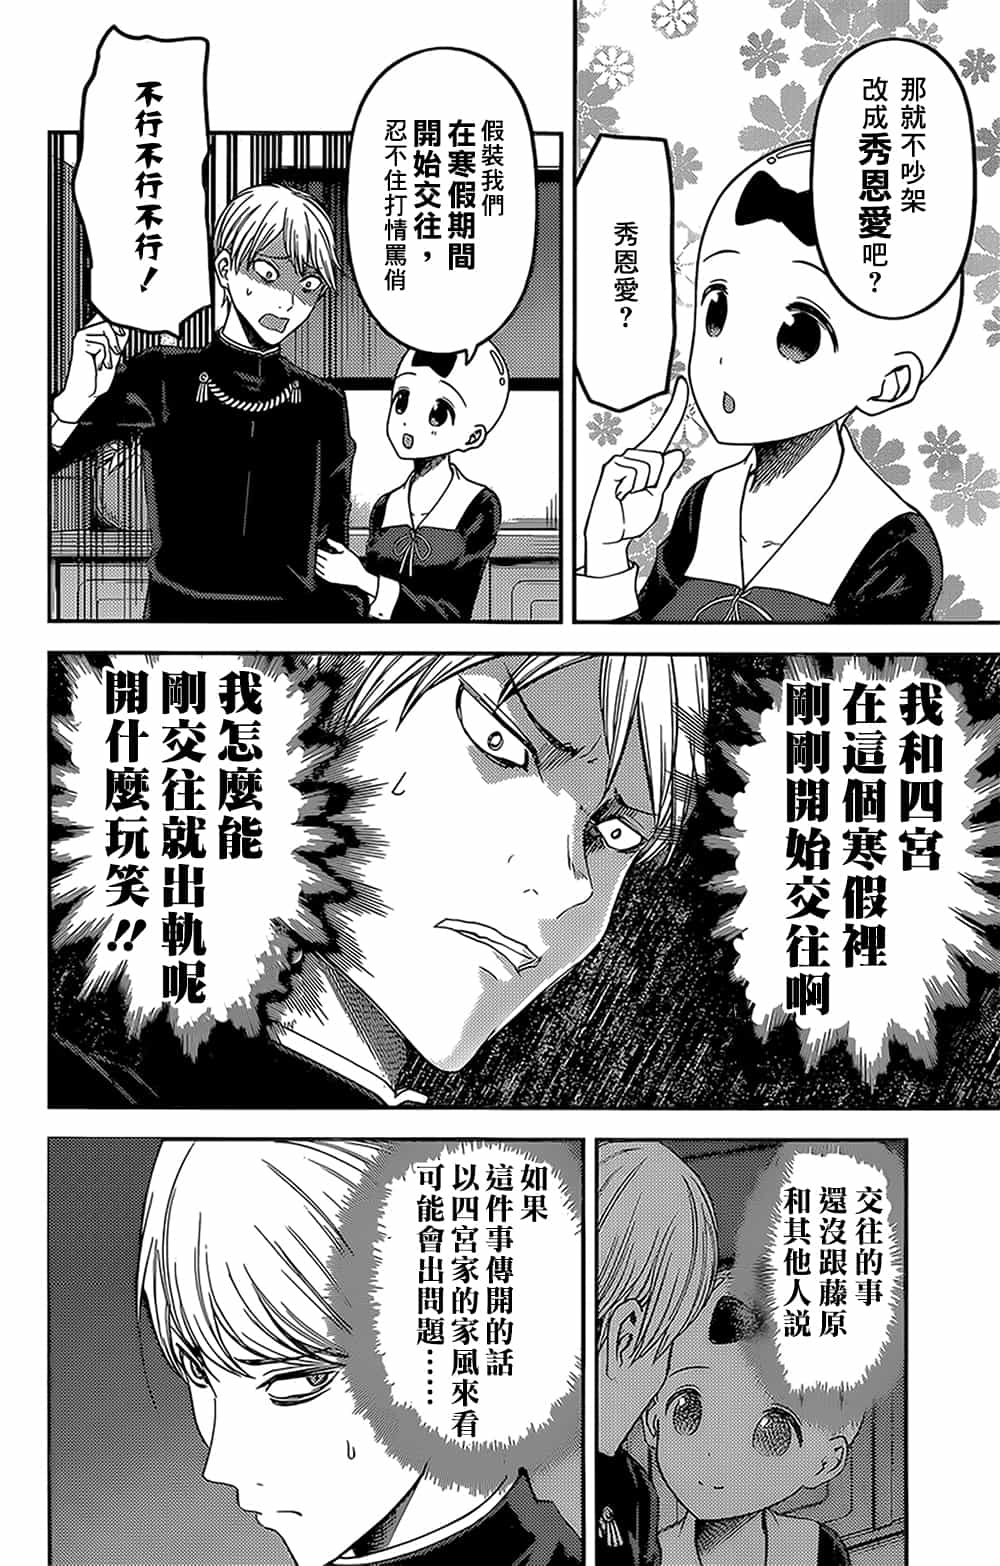 那就不吵架
改成秀恩愛吧？
秀恩愛？
假裝我們
在寒假期間
開始交往，
忍不住打情罵俏
不行不行不行！
我和四宮
在這個寒假裡
剛剛開始交往啊
我怎麼能
剛交往就出軌呢
開什麼玩笑!!
交往的事
還沒跟藤原
和其他人説
如果
這件事傳開的話
以四宮家的家風來看
可能會出問題……